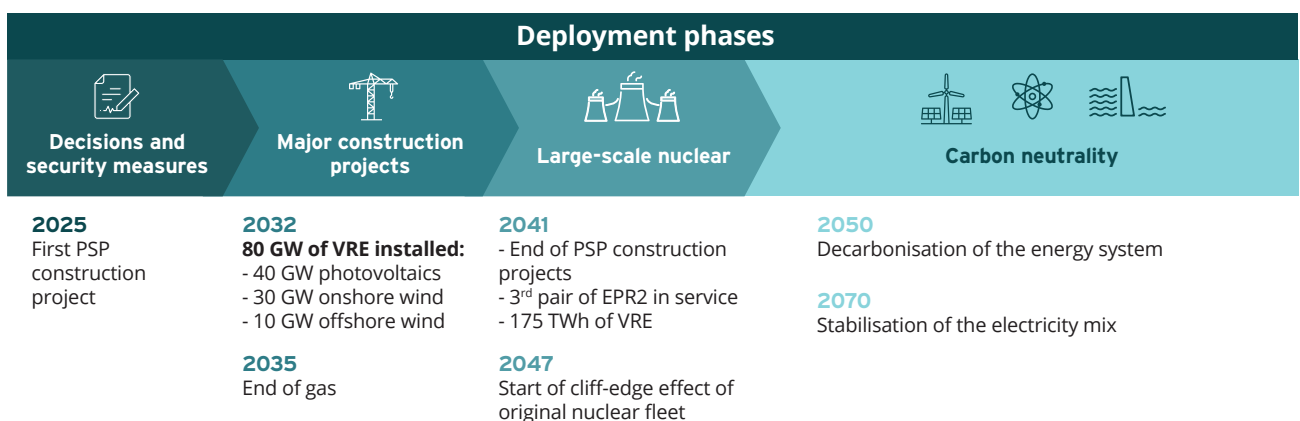 Deployment phases
Decisions and
security measures
Major construction
projects
Large-scale nuclear
Carbon neutrality
2025
First PSP
construction
project
2032
80 GW of VRE installed:
- 40 GW photovoltaics
- 30 GW onshore wind
- 10 GW offshore wind
2035
End of gas
2041
- End of PSP construction
projects
- 3rd pair of EPR2 in service
- 175 TWh of VRE
2047
Start of cliff-edge effect of
original nuclear fleet
2050
Decarbonisation of the energy system
2070
Stabilisation of the electricity mix